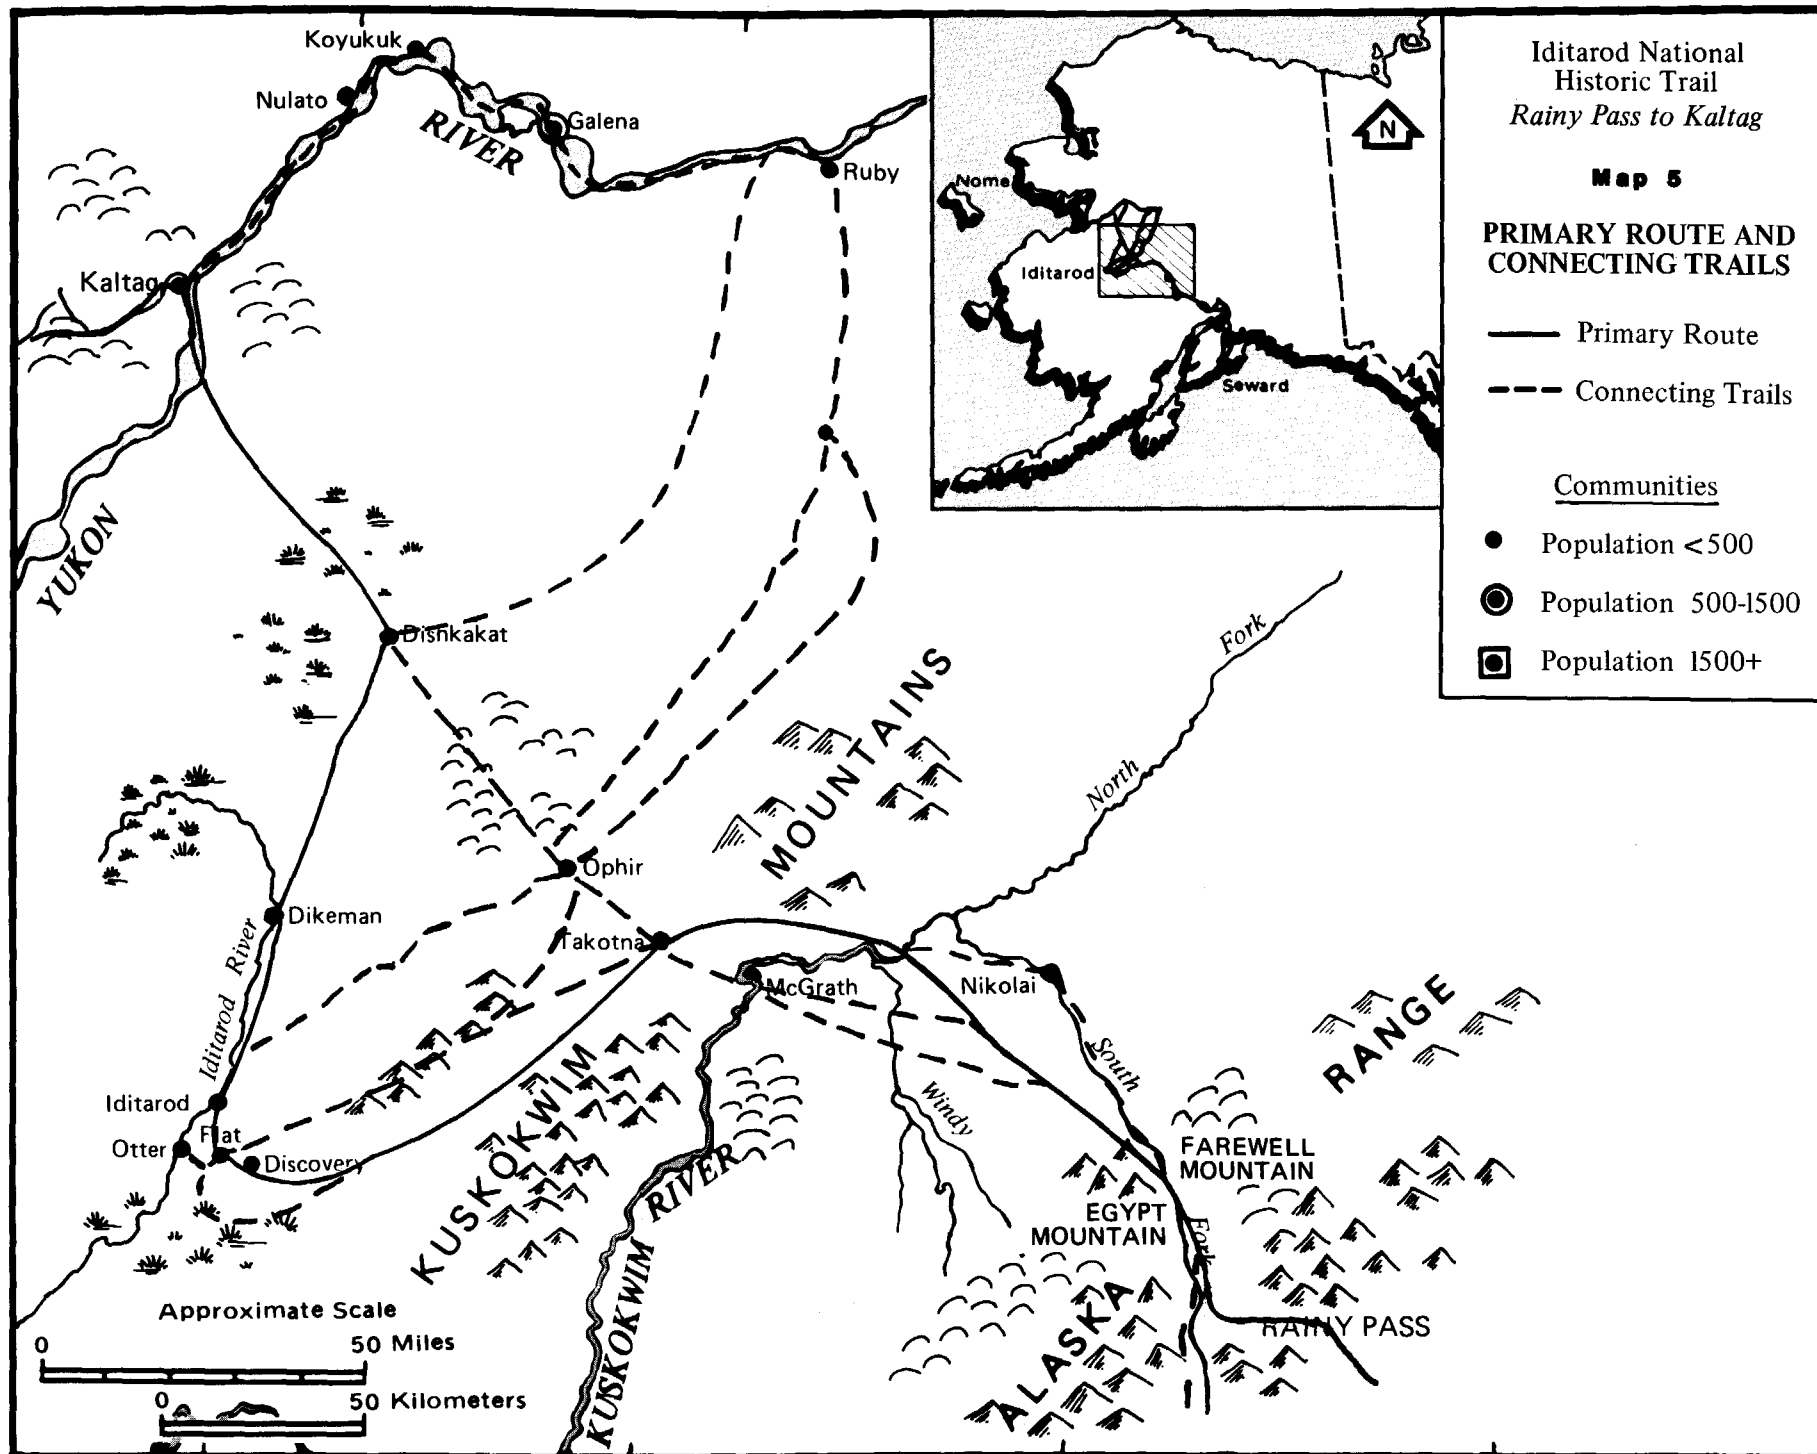 Koyukuk
Nulato
RIVER
Galena
Ruby
Kaltag
YUKON
Dishkakat
Ophir
Dikeman
Takotna
McGrath
Nikolai
Iditarod River
Iditarod
Flat
Otter
Discovery
KUSKOKWIM
MOUNTAINS
North
Fork
South
Fork
Windy
KUSKOKWIM
RIVER
FAREWELL
MOUNTAIN
EGYPT
MOUNTAIN
ALASKA
RANGE
RAINY PASS
Approximate Scale
0 50 Miles
0 50 Kilometers
N
Nome
Iditarod
Seward
Iditarod National
Historic Trail
Rainy Pass to Kaltag
Map 5
PRIMARY ROUTE AND
CONNECTING TRAILS
Primary Route
Connecting Trails
Communities
Population <500
Population 500-1500
Population 1500+